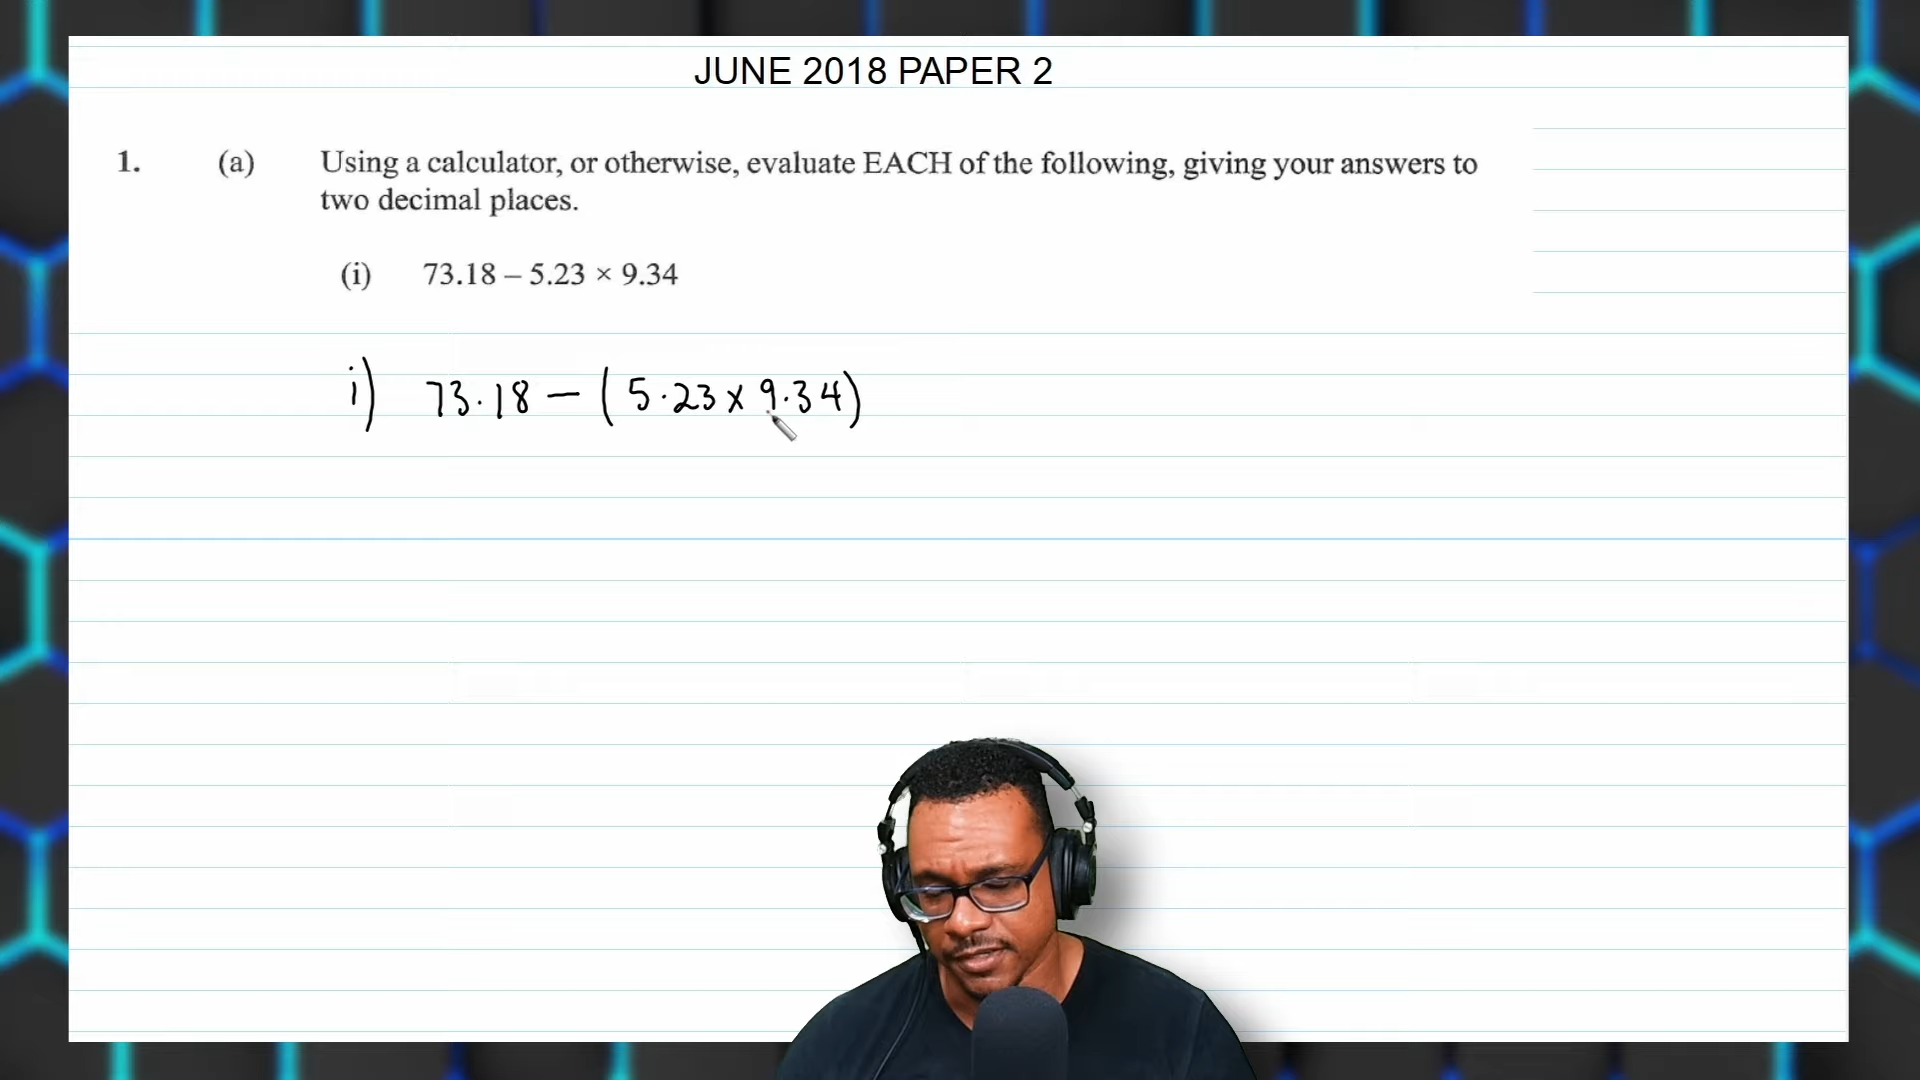 JUNE 2018 PAPER 2
1. (a) Using a calculator, or otherwise, evaluate EACH of the following, giving your answers to
two decimal places.
(i) 73.18 – 5.23 × 9.34
i) 73.18 – ( 5.23 x 9.34)